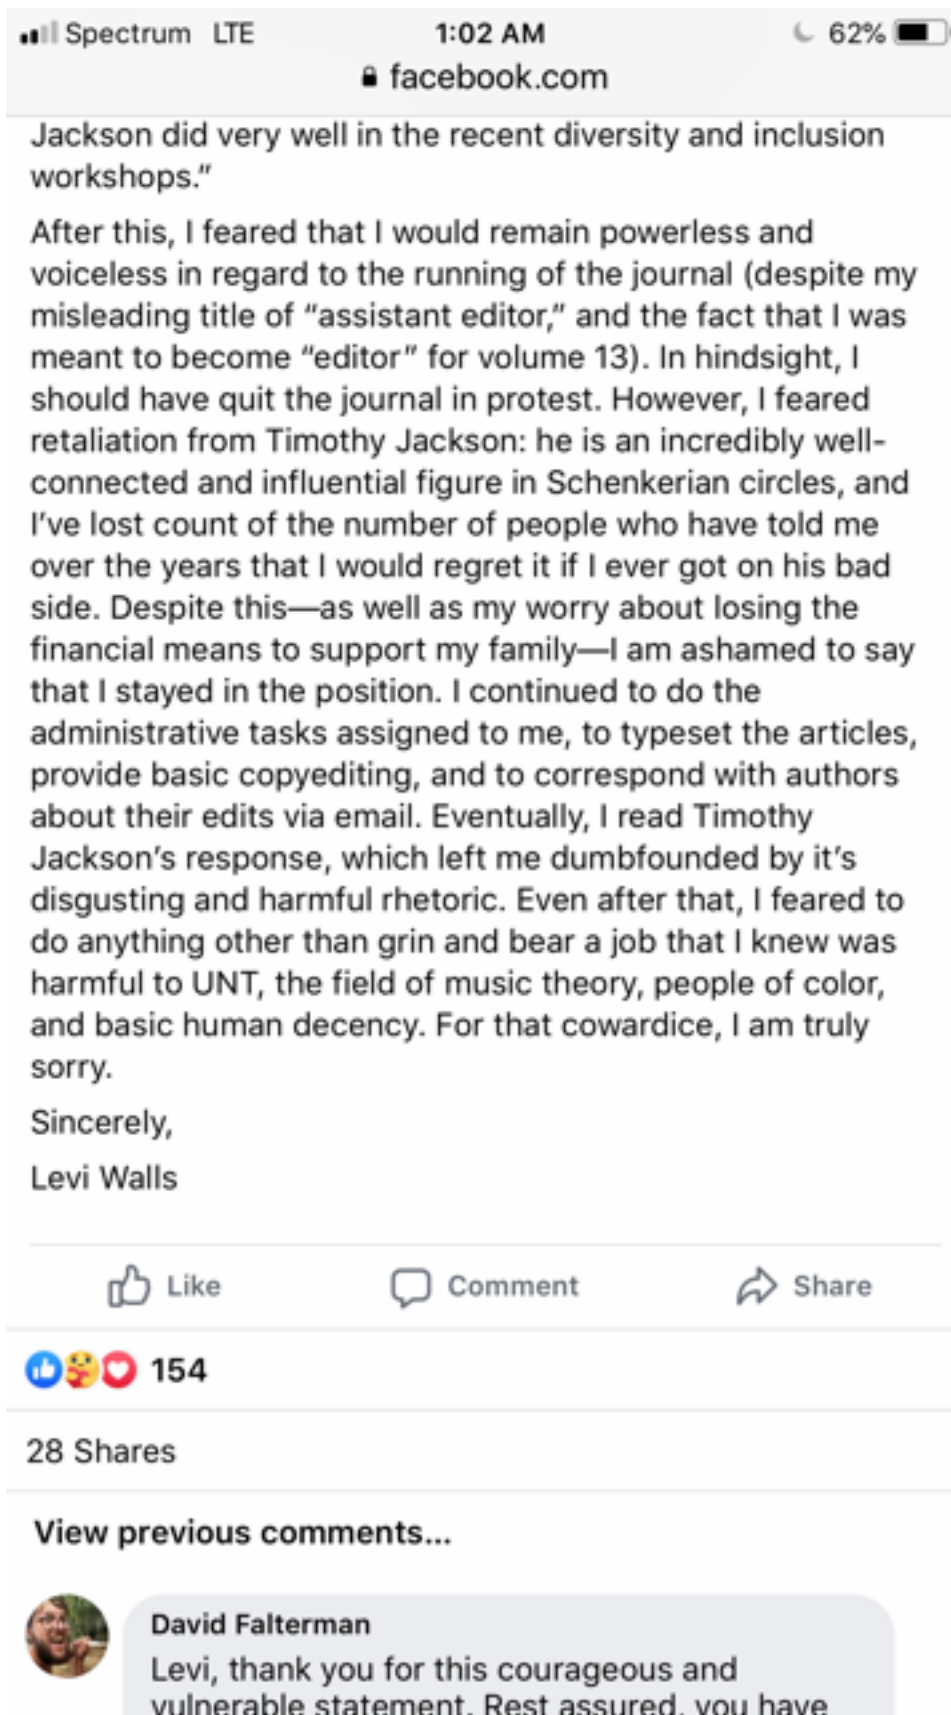 Spectrum LTE 1:02 AM 62%
facebook.com
Jackson did very well in the recent diversity and inclusion
workshops."
After this, I feared that I would remain powerless and
voiceless in regard to the running of the journal (despite my
misleading title of "assistant editor," and the fact that I was
meant to become "editor" for volume 13). In hindsight, I
should have quit the journal in protest. However, I feared
retaliation from Timothy Jackson: he is an incredibly well-
connected and influential figure in Schenkerian circles, and
I've lost count of the number of people who have told me
over the years that I would regret it if I ever got on his bad
side. Despite this—as well as my worry about losing the
financial means to support my family—I am ashamed to say
that I stayed in the position. I continued to do the
administrative tasks assigned to me, to typeset the articles,
provide basic copyediting, and to correspond with authors
about their edits via email. Eventually, I read Timothy
Jackson's response, which left me dumbfounded by it's
disgusting and harmful rhetoric. Even after that, I feared to
do anything other than grin and bear a job that I knew was
harmful to UNT, the field of music theory, people of color,
and basic human decency. For that cowardice, I am truly
sorry.
Sincerely,
Levi Walls
Like Comment Share
154
28 Shares
View previous comments...
David Falterman
Levi, thank you for this courageous and
vulnerable statement. Rest assured, you have